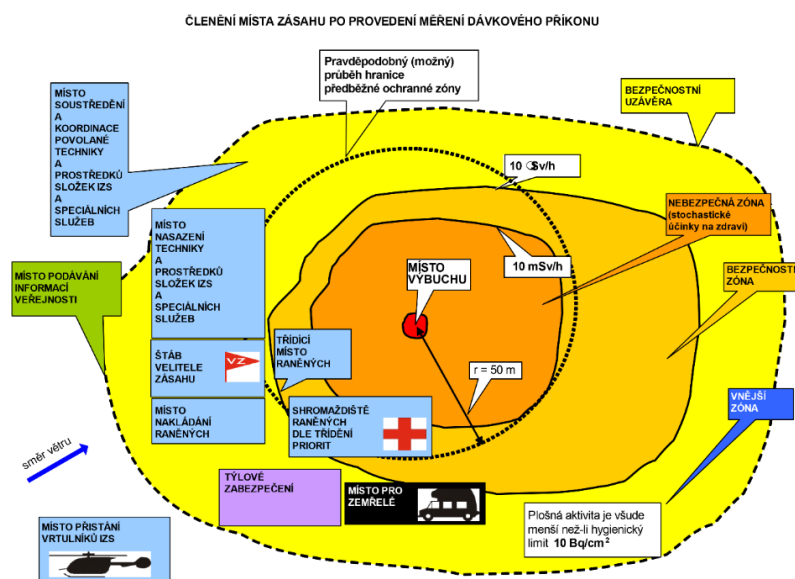 ČLENĚNÍ MÍSTA ZÁSAHU PO PROVEDENÍ MĚŘENÍ DÁVKOVÉHO PŘÍKONU
Pravděpodobný (možný)
průběh hranice
předběžné ochranné zóny
MÍSTO
SOUSTŘEDĚNÍ
A
KOORDINACE
POVOLANÉ
TECHNIKY
A
PROSTŘEDKŮ
SLOŽEK IZS
A
SPECIÁLNÍCH
SLUŽEB
BEZPEČNOSTNÍ
UZÁVĚRA
10 Sv/h
NEBEZPEČNÁ ZÓNA
(stochastické
účinky na zdraví)
MÍSTO
NASAZENÍ
TECHNIKY
A
PROSTŘEDKŮ
SLOŽEK IZS
A
SPECIÁLNÍCH
SLUŽEB
10 mSv/h
MÍSTO
VÝBUCHU
MÍSTO PODÁVÁNÍ
INFORMACÍ
VEŘEJNOSTI
BEZPEČNOSTNÍ
ZÓNA
ŠTÁB
VELITELE
ZÁSAHU
VZ
TŘÍDÍCÍ
MÍSTO
RANĚNÝCH
r = 50 m
MÍSTO
NAKLÁDÁNÍ
RANĚNÝCH
SHROMAŽDIŠTĚ
RANĚNÝCH
DLE TŘÍDĚNÍ
PRIORIT
VNĚJŠÍ
ZÓNA
směr větru
TÝLOVÉ
ZABEZPEČENÍ
MÍSTO PRO
ZEMŘELÉ
Plošná aktivita je všude
menší než-li hygienický
limit 10 Bq/cm²
MÍSTO PŘISTÁNÍ
VRTULNÍKŮ IZS